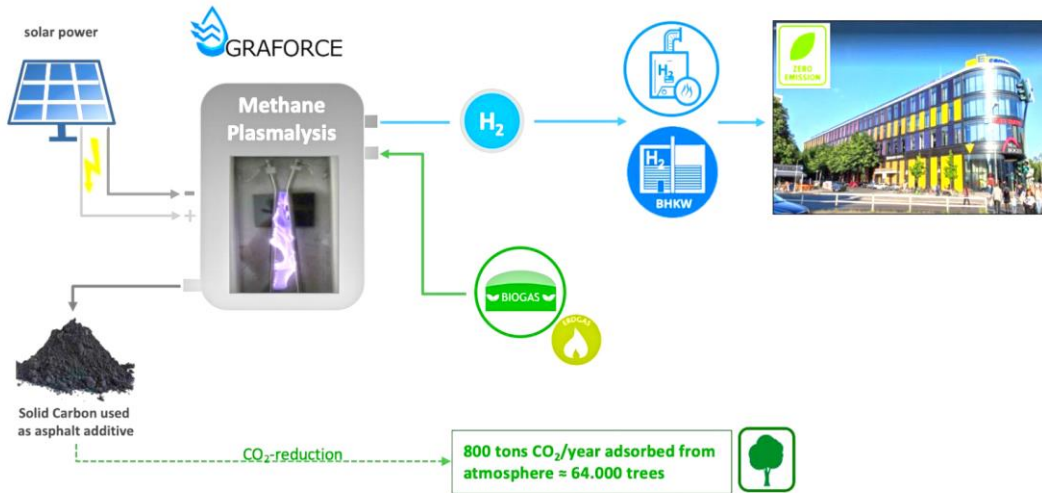 solar power
GRAFORCE
Methane
Plasmalysis
-
+
H₂
H₂
H₂
BHKW
ZERO
EMISSION
BIOGAS
ERDGAS
Solid Carbon used
as asphalt additive
CO₂-reduction
800 tons CO₂/year adsorbed from
atmosphere ≈ 64.000 trees